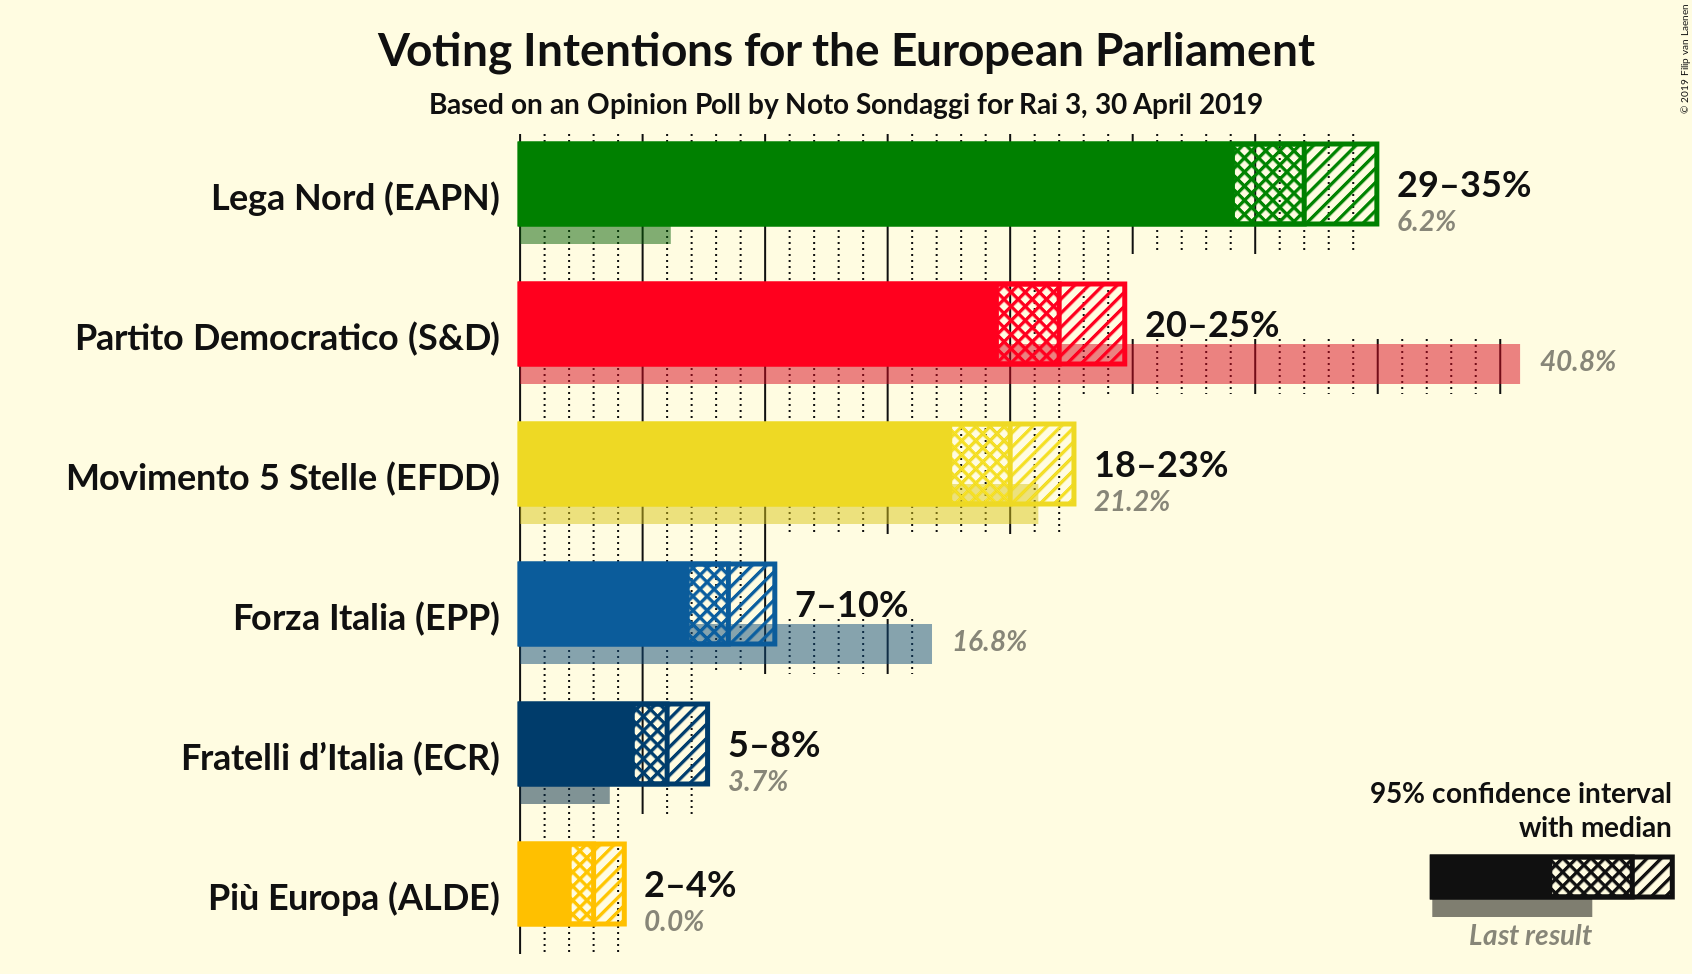 Voting Intentions for the European Parliament
Based on an Opinion Poll by Noto Sondaggi for Rai 3, 30 April 2019
© 2019 Filip van Laenen
Lega Nord (EAPN)
29–35%
6.2%
Partito Democratico (S&D)
20–25%
40.8%
Movimento 5 Stelle (EFDD)
18–23%
21.2%
Forza Italia (EPP)
7–10%
16.8%
Fratelli d’Italia (ECR)
5–8%
3.7%
Più Europa (ALDE)
2–4%
0.0%
95% confidence interval
with median
Last result